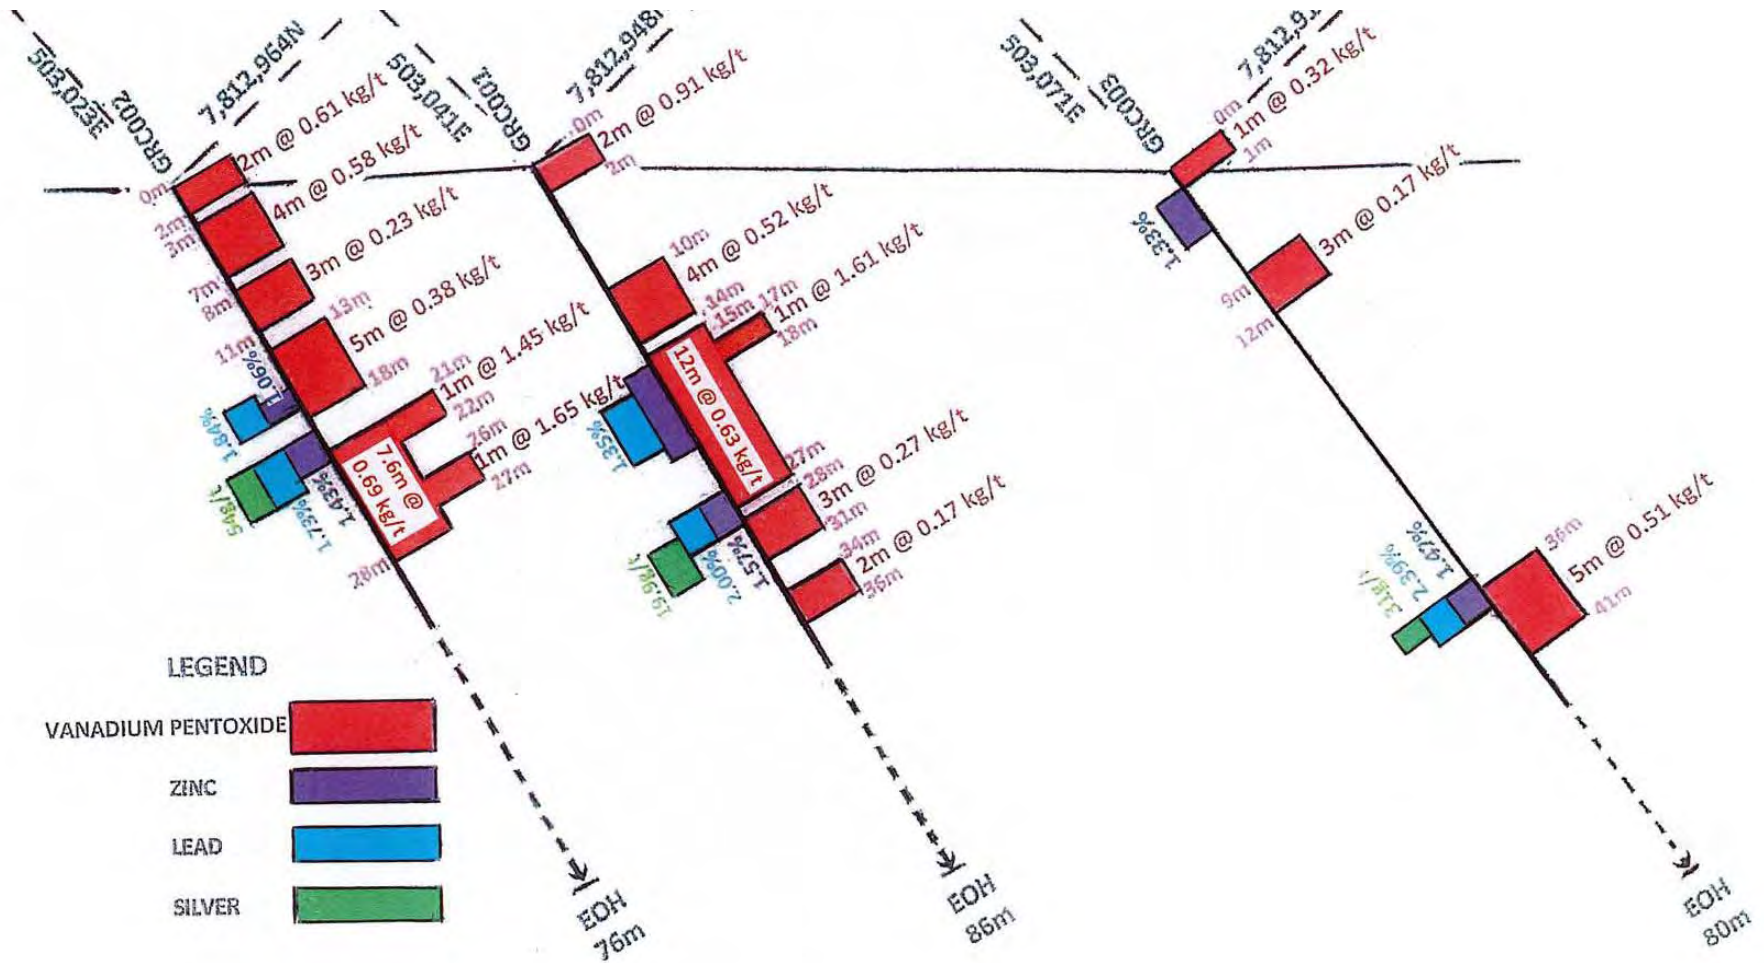 503,023E
GRC002
7,812,964N
0m
2m @ 0.61 kg/t
2m
3m
4m @ 0.58 kg/t
7m
8m
3m @ 0.23 kg/t
11m
13m
5m @ 0.38 kg/t
18m
1.84%
21m
1m @ 1.45 kg/t
22m
26m
1m @ 1.65 kg/t
27m
7.6m @
0.69 kg/t
1.43%
1.73%
54g/t
28m
EOH
76m
503,041E
GRC001
7,812,948
0m
2m @ 0.91 kg/t
2m
10m
4m @ 0.52 kg/t
14m
15m
17m
1m @ 1.61 kg/t
18m
12m @ 0.63 kg/t
1.35%
27m
28m
3m @ 0.27 kg/t
31m
1.57%
2.00%
19.9g/t
34m
2m @ 0.17 kg/t
36m
EOH
86m
503,071E
GRC003
7,812,91
0m
1m @ 0.32 kg/t
1m
1.33%
3m @ 0.17 kg/t
9m
12m
36m
5m @ 0.51 kg/t
41m
1.47%
2.39%
31g/t
EOH
80m
LEGEND
VANADIUM PENTOXIDE
ZINC
LEAD
SILVER